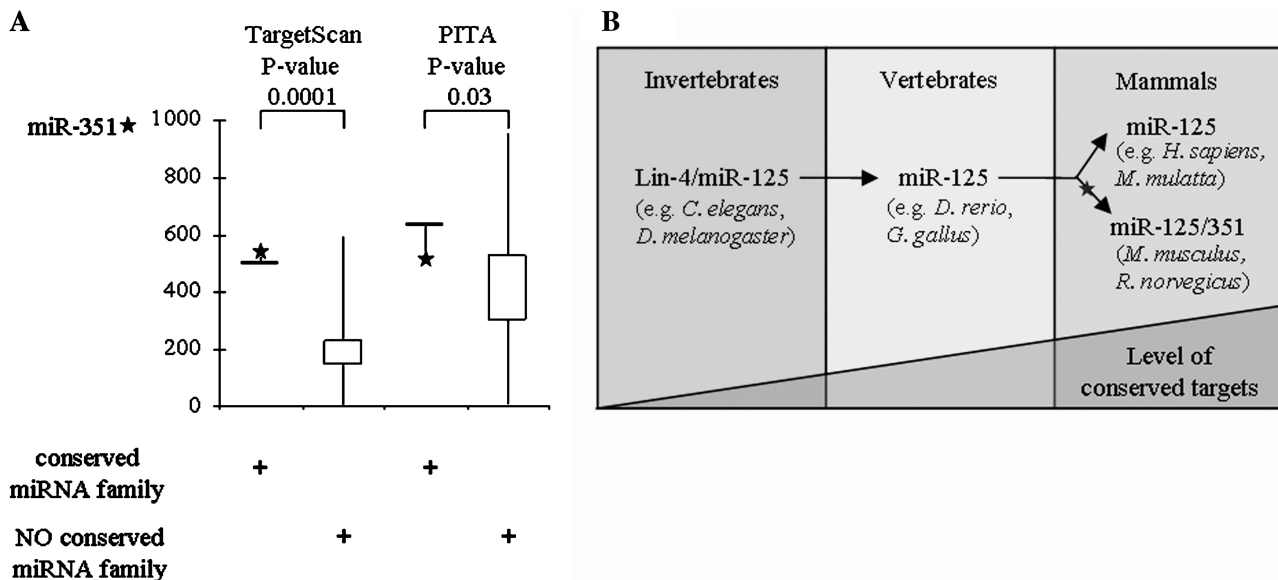 A
TargetScan
P-value
0.0001
PITA
P-value
0.03
miR-351★
1000
800
600
400
200
0
conserved
miRNA family
+ +
NO conserved
miRNA family
+ +
B
Invertebrates
Lin-4/miR-125
(e.g. C. elegans,
D. melanogaster)
Vertebrates
miR-125
(e.g. D. rerio,
G. gallus)
Mammals
miR-125
(e.g. H. sapiens,
M. mulatta)
miR-125/351
(M. musculus,
R. norvegicus)
Level of
conserved targets